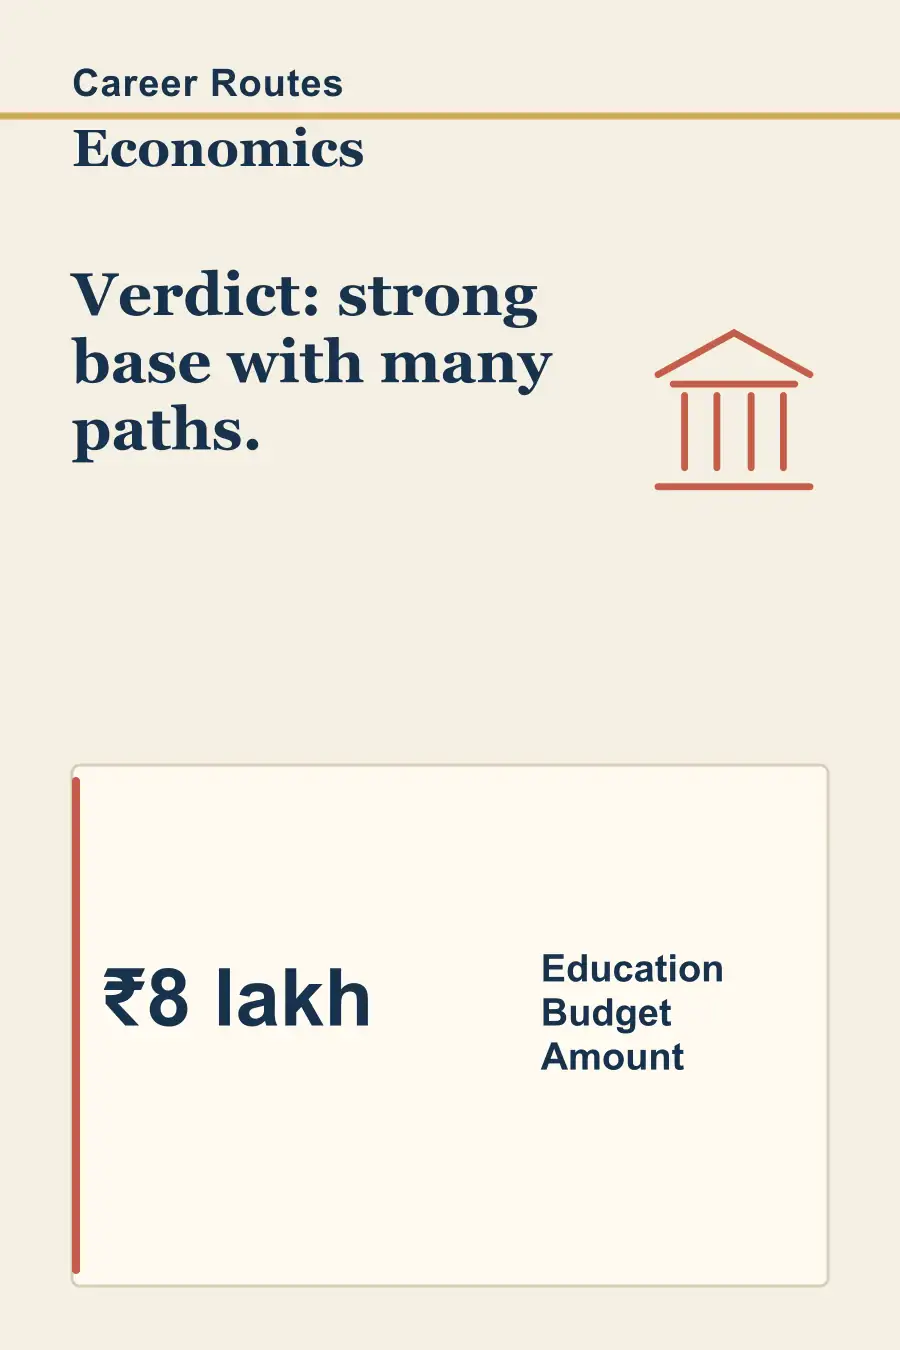 Career Routes
Economics
Verdict: strong
base with many
paths.
₹8 lakh
Education
Budget
Amount